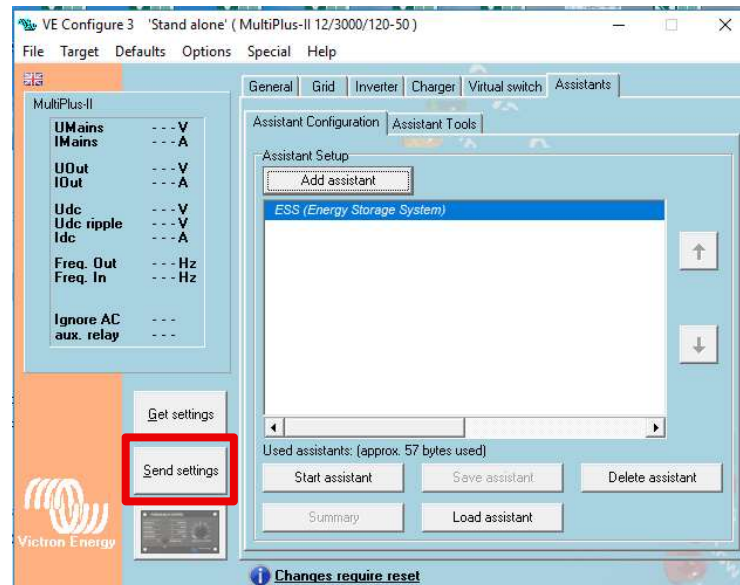 VE Configure 3 'Stand alone' ( MultiPlus-II 12/3000/120-50 )
File Target Defaults Options Special Help
General Grid Inverter Charger Virtual switch Assistants
MultiPlus-II
UMains - - - V
IMains - - - A
UOut - - - V
IOut - - - A
Udc - - - V
Udc ripple - - - V
Idc - - - A
Freq. Out - - - Hz
Freq. In - - - Hz
Ignore AC - - -
aux. relay - - -
Assistant Configuration Assistant Tools
Assistant Setup
Add assistant
ESS (Energy Storage System)
Get settings
Send settings
Used assistants: (approx. 57 bytes used)
Start assistant Save assistant Delete assistant
Summary Load assistant
Victron Energy
Changes require reset